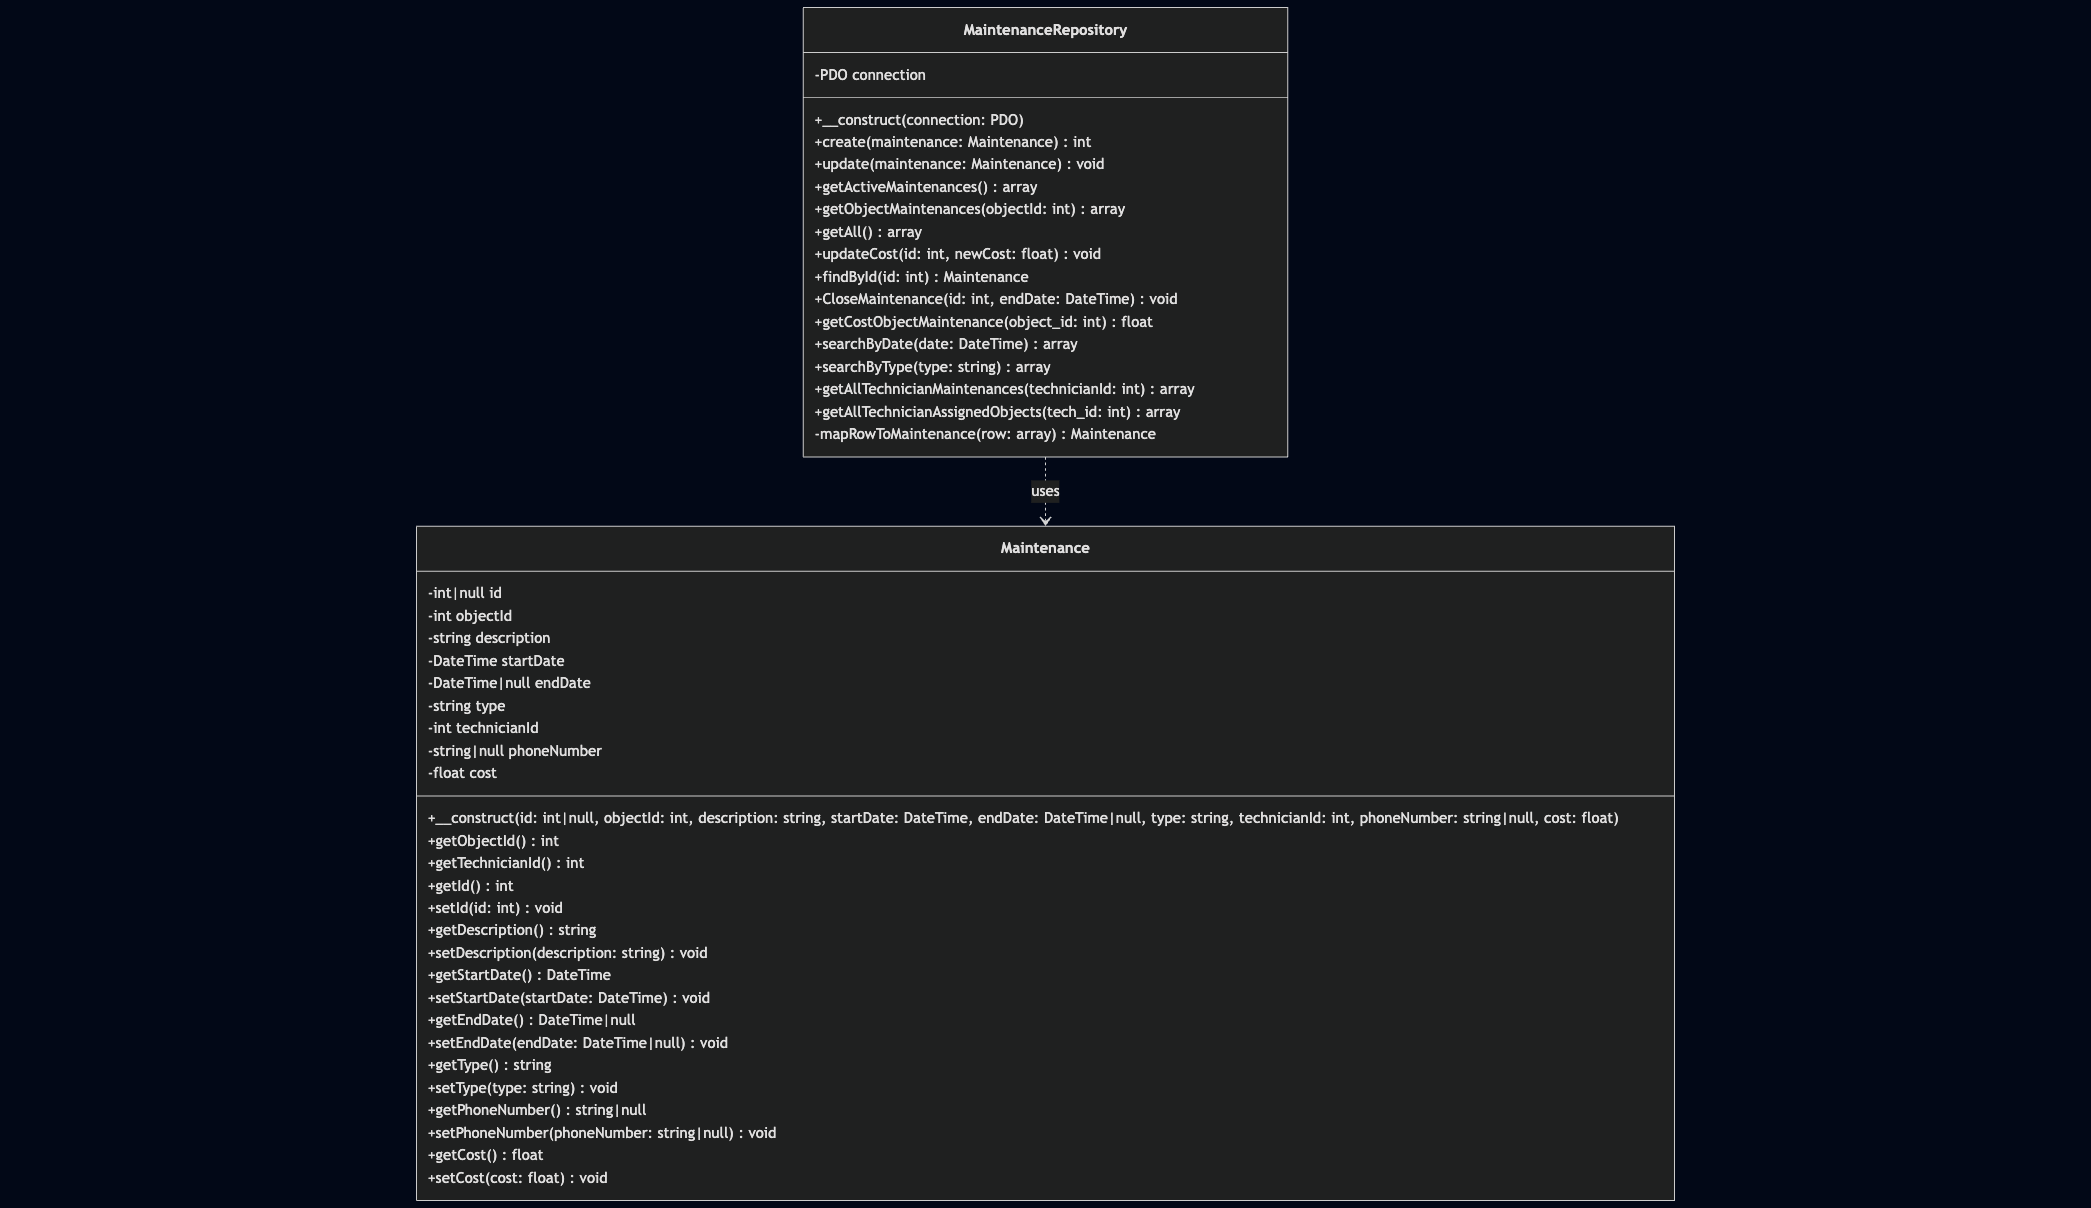 MaintenanceRepository
-PDO connection
+__construct(connection: PDO)
+create(maintenance: Maintenance) : int
+update(maintenance: Maintenance) : void
+getActiveMaintenances() : array
+getObjectMaintenances(objectId: int) : array
+getAll() : array
+updateCost(id: int, newCost: float) : void
+findById(id: int) : Maintenance
+CloseMaintenance(id: int, endDate: DateTime) : void
+getCostObjectMaintenance(object_id: int) : float
+searchByDate(date: DateTime) : array
+searchByType(type: string) : array
+getAllTechnicianMaintenances(technicianId: int) : array
+getAllTechnicianAssignedObjects(tech_id: int) : array
-mapRowToMaintenance(row: array) : Maintenance
uses
Maintenance
-int|null id
-int objectId
-string description
-DateTime startDate
-DateTime|null endDate
-string type
-int technicianId
-string|null phoneNumber
-float cost
+__construct(id: int|null, objectId: int, description: string, startDate: DateTime, endDate: DateTime|null, type: string, technicianId: int, phoneNumber: string|null, cost: float)
+getObjectId() : int
+getTechnicianId() : int
+getId() : int
+setId(id: int) : void
+getDescription() : string
+setDescription(description: string) : void
+getStartDate() : DateTime
+setStartDate(startDate: DateTime) : void
+getEndDate() : DateTime|null
+setEndDate(endDate: DateTime|null) : void
+getType() : string
+setType(type: string) : void
+getPhoneNumber() : string|null
+setPhoneNumber(phoneNumber: string|null) : void
+getCost() : float
+setCost(cost: float) : void